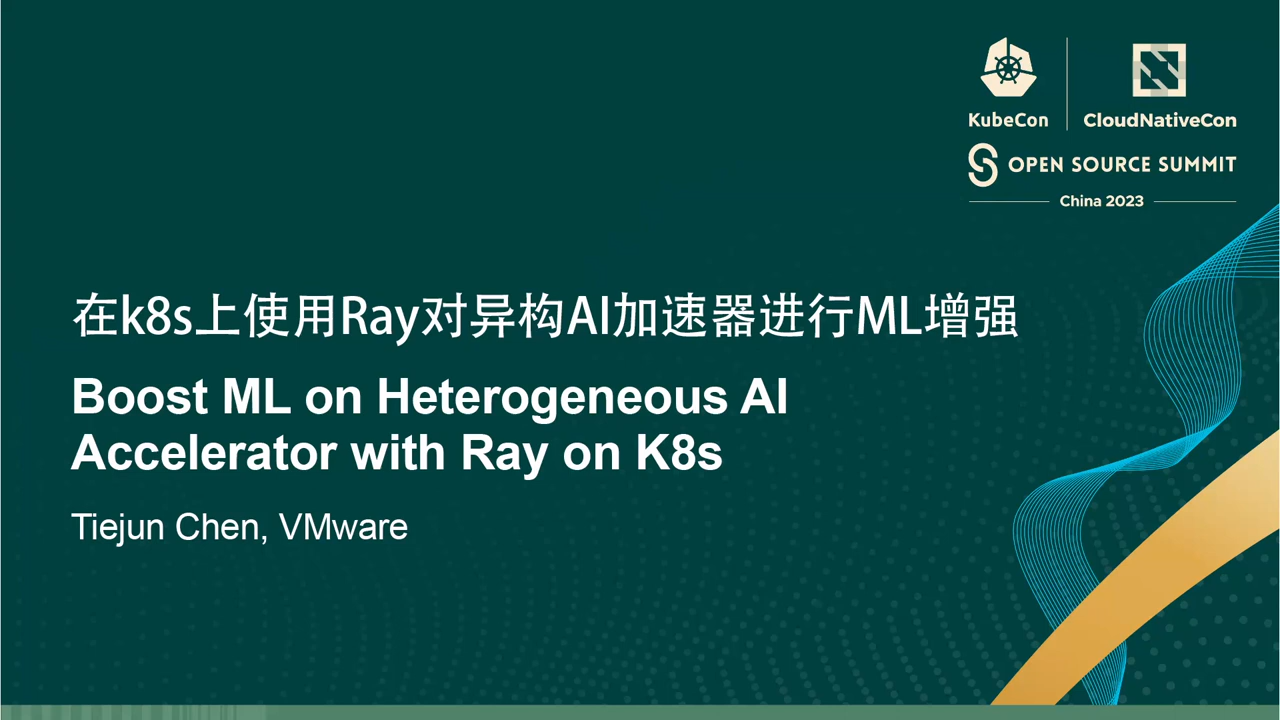 KubeCon
CloudNativeCon
OPEN SOURCE SUMMIT
China 2023
在k8s上使用Ray对异构AI加速器进行ML增强
Boost ML on Heterogeneous AI
Accelerator with Ray on K8s
Tiejun Chen, VMware